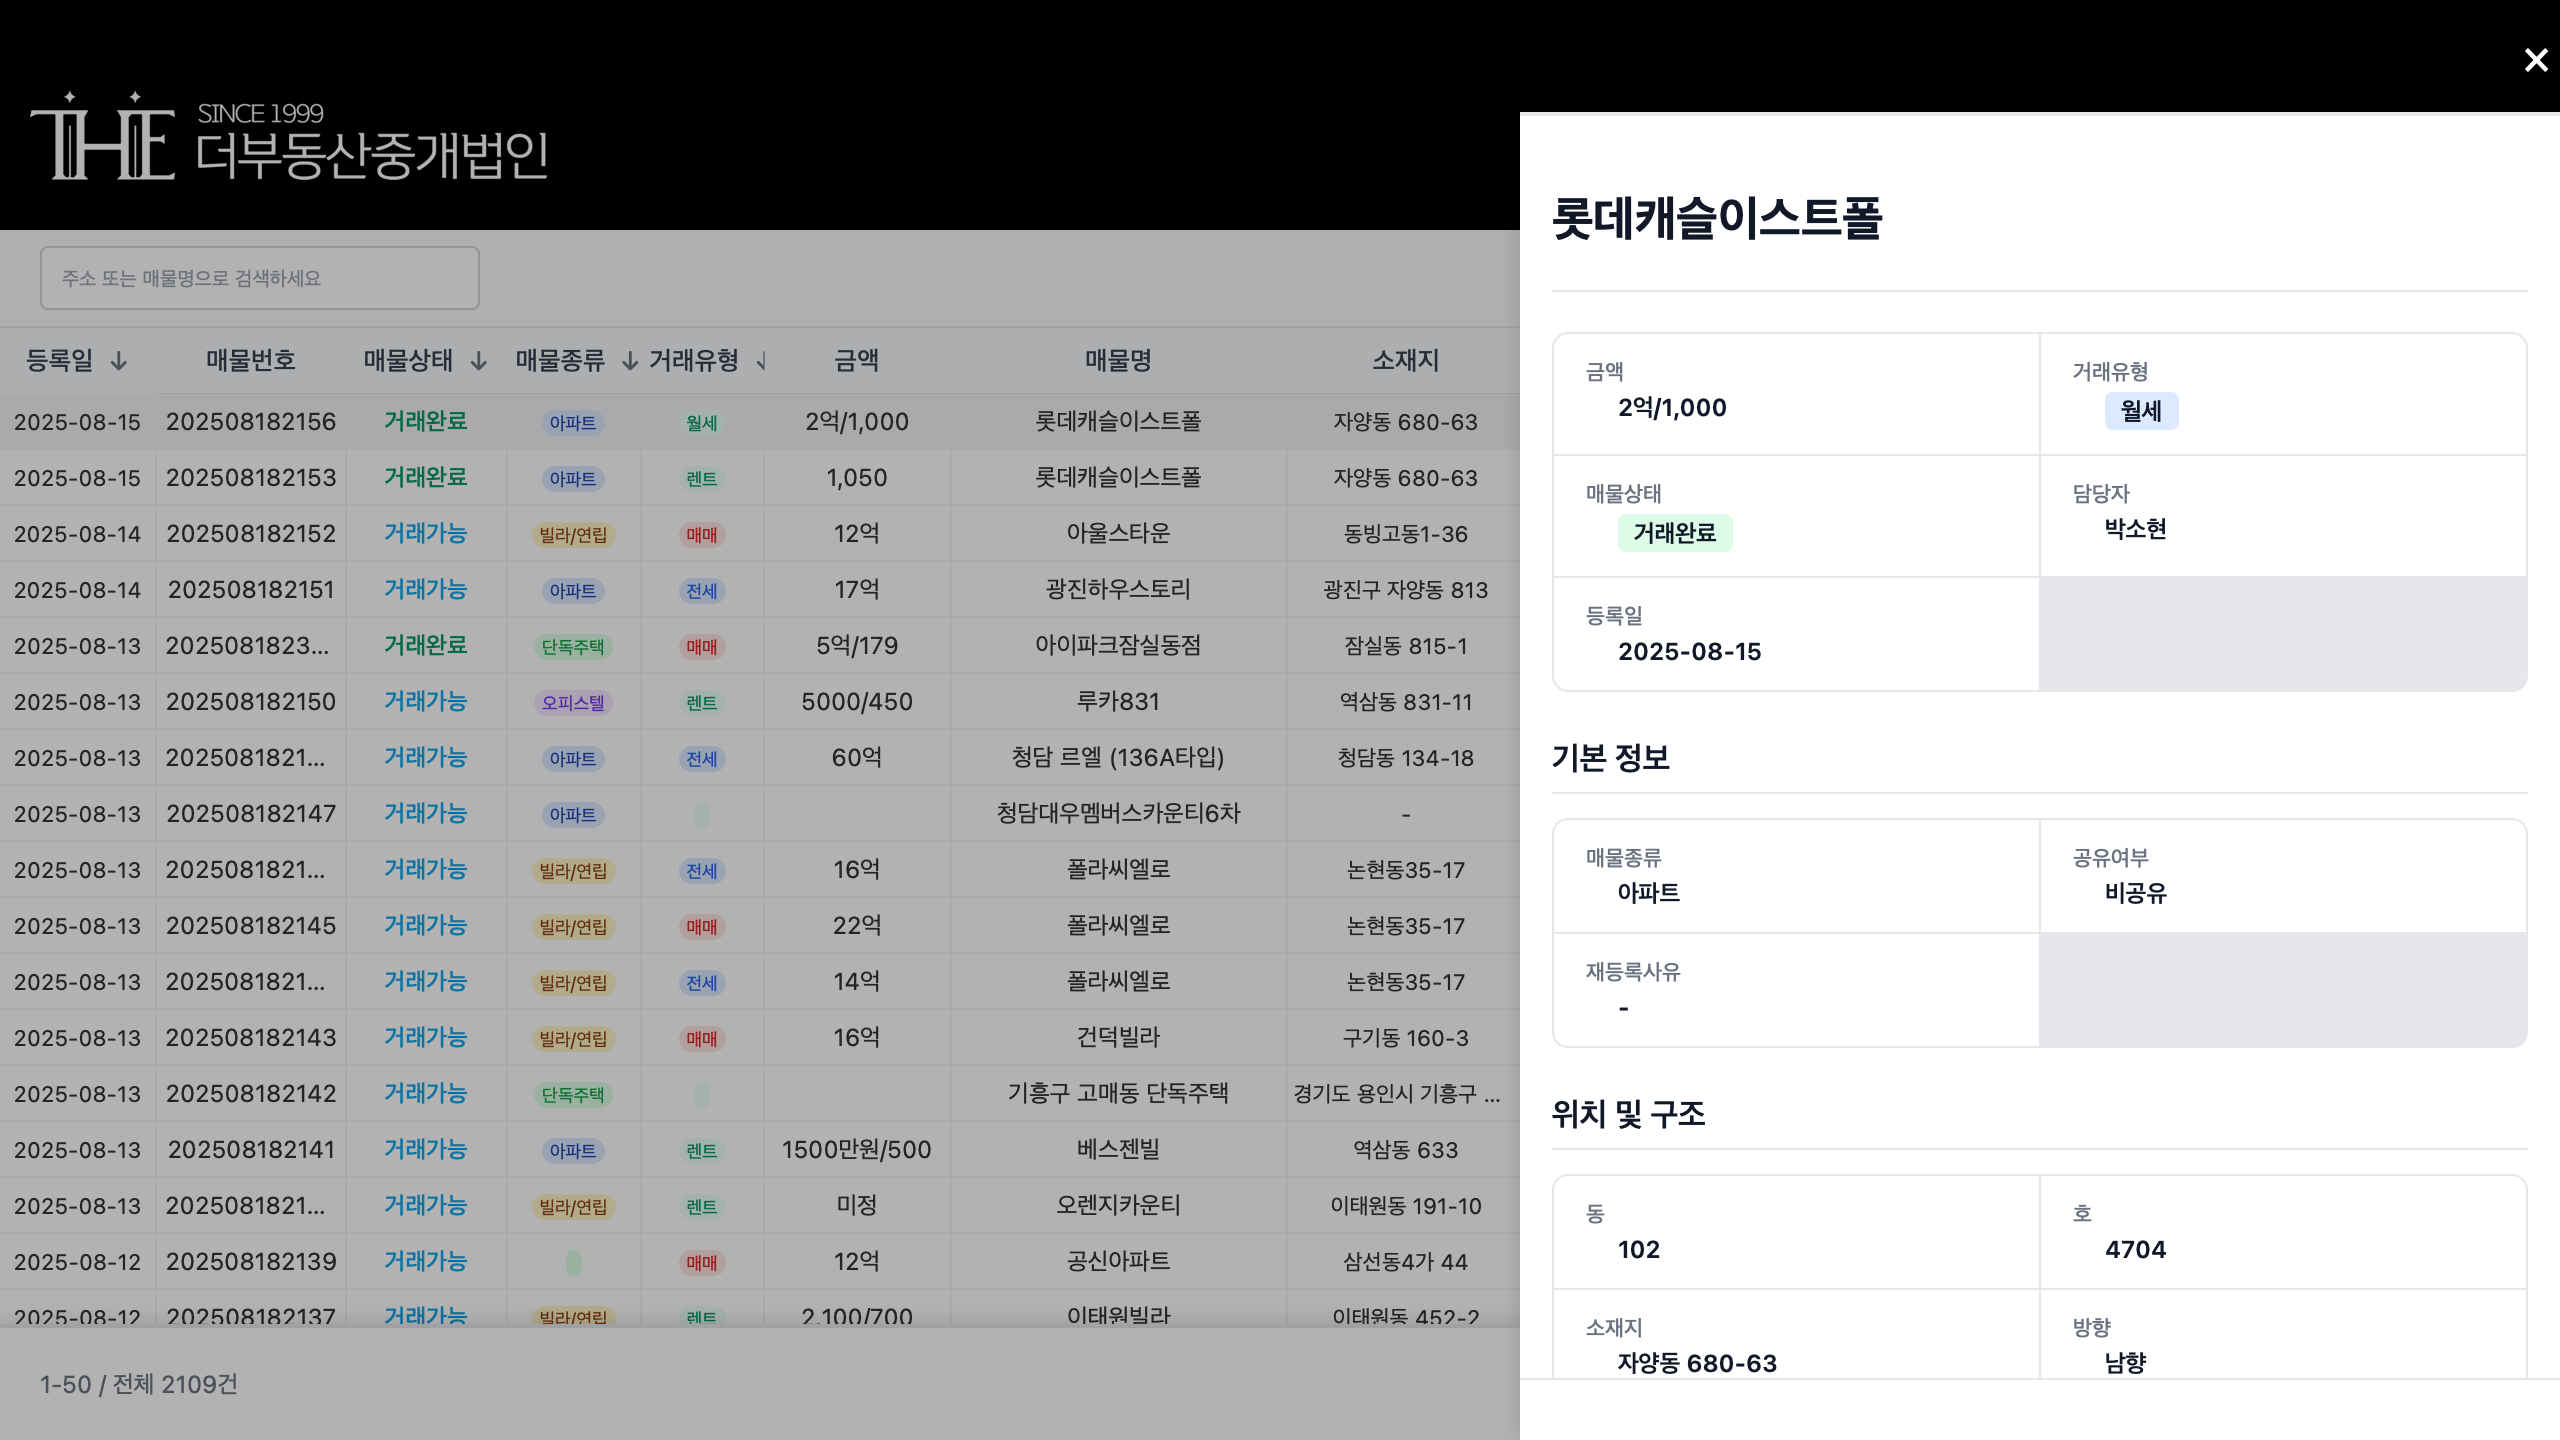 ×
THE
SINCE 1999
더부동산중개법인
주소 또는 매물명으로 검색하세요
등록일 ↓ 매물번호 매물상태 ↓ 매물종류 ↓ 거래유형 ↓ 금액 매물명 소재지
2025-08-15 202508182156 거래완료 아파트 월세 2억/1,000 롯데캐슬이스트폴 자양동 680-63
2025-08-15 202508182153 거래완료 아파트 렌트 1,050 롯데캐슬이스트폴 자양동 680-63
2025-08-14 202508182152 거래가능 빌라/연립 매매 12억 아울스타운 동빙고동1-36
2025-08-14 202508182151 거래가능 아파트 전세 17억 광진하우스토리 광진구 자양동 813
2025-08-13 2025081823... 거래완료 단독주택 매매 5억/179 아이파크잠실동점 잠실동 815-1
2025-08-13 202508182150 거래가능 오피스텔 렌트 5000/450 루카831 역삼동 831-11
2025-08-13 2025081821... 거래가능 아파트 전세 60억 청담 르엘 (136A타입) 청담동 134-18
2025-08-13 202508182147 거래가능 아파트 청담대우멤버스카운티6차 -
2025-08-13 2025081821... 거래가능 빌라/연립 전세 16억 폴라씨엘로 논현동35-17
2025-08-13 202508182145 거래가능 빌라/연립 매매 22억 폴라씨엘로 논현동35-17
2025-08-13 2025081821... 거래가능 빌라/연립 전세 14억 폴라씨엘로 논현동35-17
2025-08-13 202508182143 거래가능 빌라/연립 매매 16억 건덕빌라 구기동 160-3
2025-08-13 202508182142 거래가능 단독주택 기흥구 고매동 단독주택 경기도 용인시 기흥구 ...
2025-08-13 202508182141 거래가능 아파트 렌트 1500만원/500 베스젠빌 역삼동 633
2025-08-13 2025081821... 거래가능 빌라/연립 렌트 미정 오렌지카운티 이태원동 191-10
2025-08-12 202508182139 거래가능 매매 12억 공신아파트 삼선동4가 44
2025-08-12 202508182137 거래가능 빌라/연립 렌트 2,100/700 이태원빌라 이태원동 452-2
1-50 / 전체 2109건
롯데캐슬이스트폴
금액 거래유형
2억/1,000 월세
매물상태 담당자
거래완료 박소현
등록일
2025-08-15
기본 정보
매물종류 공유여부
아파트 비공유
재등록사유
-
위치 및 구조
동 호
102 4704
소재지 방향
자양동 680-63 남향